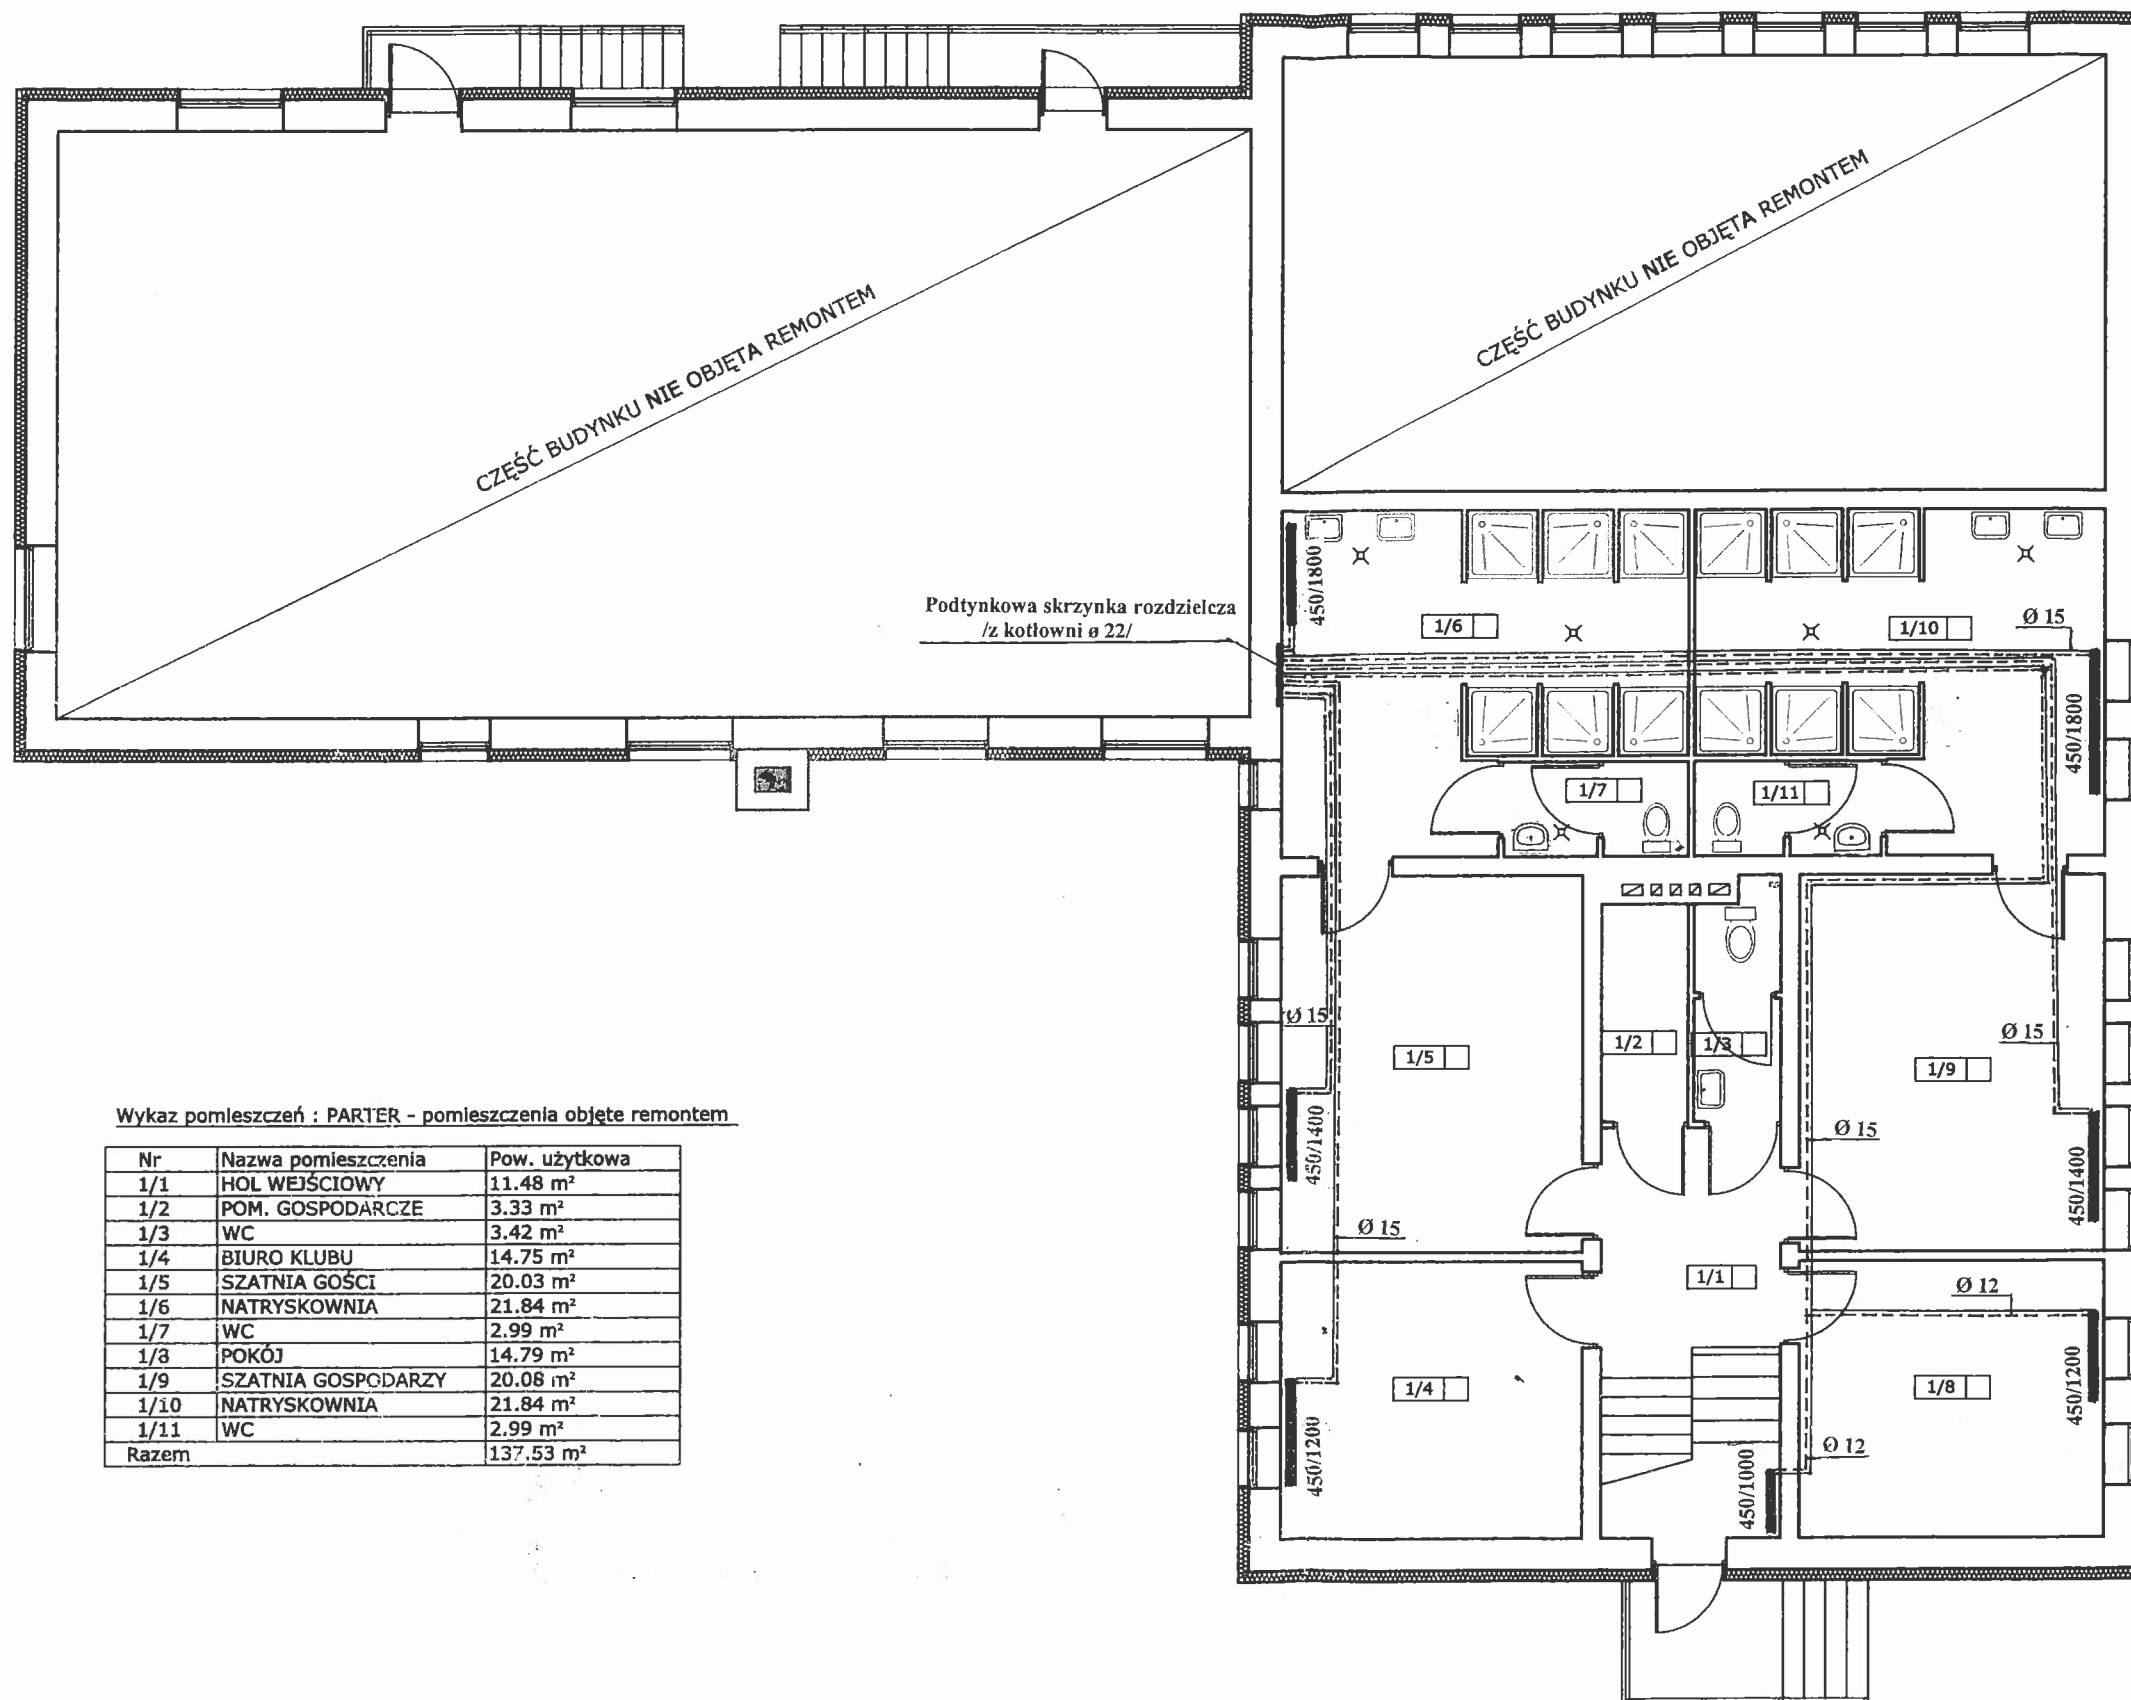 CZĘŚĆ BUDYNKU NIE OBJĘTA REMONTEM
CZĘŚĆ BUDYNKU NIE OBJĘTA REMONTEM
Podtynkowa skrzynka rozdzielcza
/z kotłowni ø 22/
450/1800
1/6
1/10
Ø 15
450/1800
1/7
1/11
Ø 15
1/5
1/2
1/3
Ø 15
1/9
450/1400
Ø 15
450/1400
Ø 15
1/1
Ø 12
1/4
1/8
450/1200
450/1200
Ø 12
450/1000
Wykaz pomieszczeń : PARTER - pomieszczenia objęte remontem
Nr Nazwa pomieszczenia Pow. użytkowa
1/1 HOL WEJŚCIOWY 11.48 m²
1/2 POM. GOSPODARCZE 3.33 m²
1/3 WC 3.42 m²
1/4 BIURO KLUBU 14.75 m²
1/5 SZATNIA GOŚCI 20.03 m²
1/6 NATRYSKOWNIA 21.84 m²
1/7 WC 2.99 m²
1/8 POKÓJ 14.79 m²
1/9 SZATNIA GOSPODARZY 20.08 m²
1/10 NATRYSKOWNIA 21.84 m²
1/11 WC 2.99 m²
Razem 137.53 m²